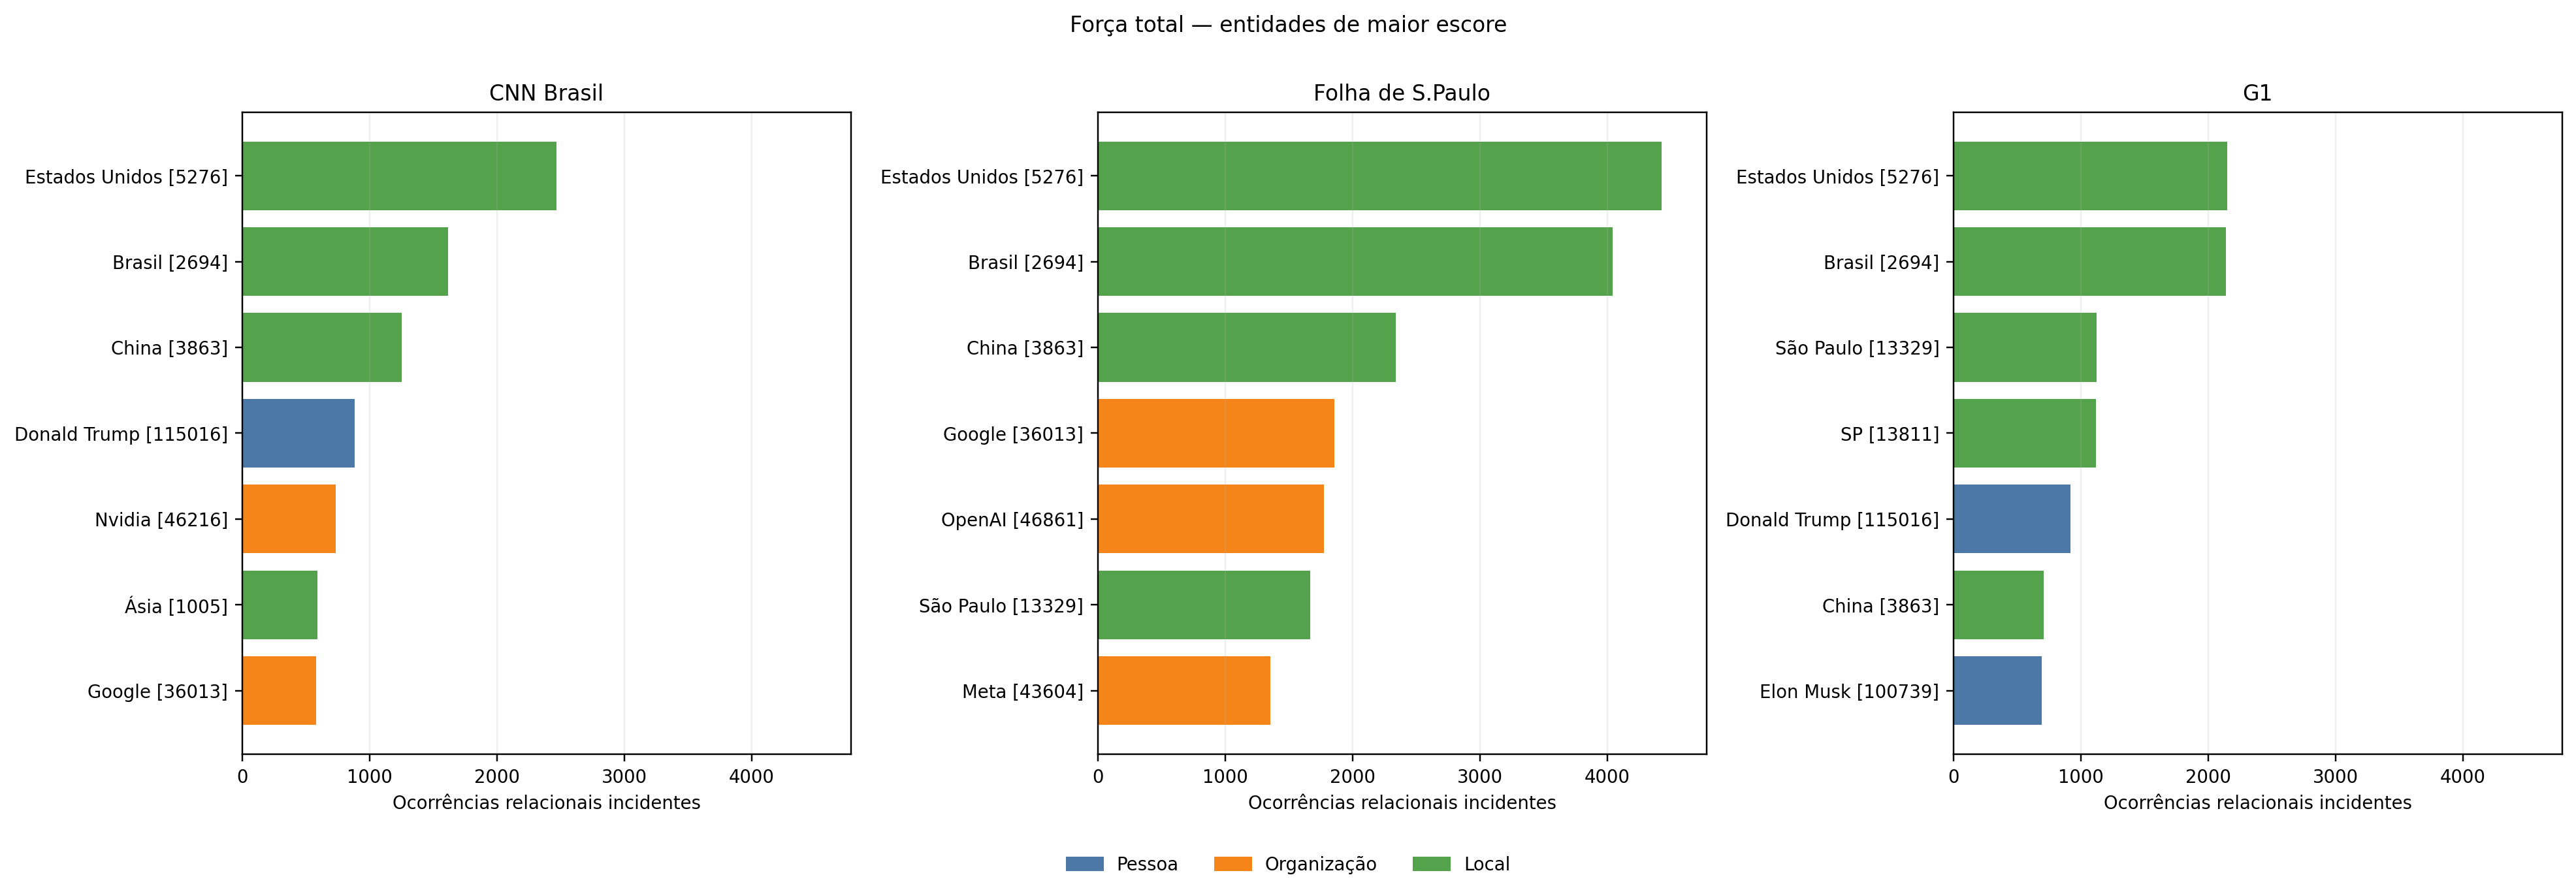 Força total — entidades de maior escore
CNN Brasil
Estados Unidos [5276]
Brasil [2694]
China [3863]
Donald Trump [115016]
Nvidia [46216]
Ásia [1005]
Google [36013]
0 1000 2000 3000 4000
Ocorrências relacionais incidentes
Folha de S.Paulo
Estados Unidos [5276]
Brasil [2694]
China [3863]
Google [36013]
OpenAI [46861]
São Paulo [13329]
Meta [43604]
0 1000 2000 3000 4000
Ocorrências relacionais incidentes
G1
Estados Unidos [5276]
Brasil [2694]
São Paulo [13329]
SP [13811]
Donald Trump [115016]
China [3863]
Elon Musk [100739]
0 1000 2000 3000 4000
Ocorrências relacionais incidentes
Pessoa Organização Local